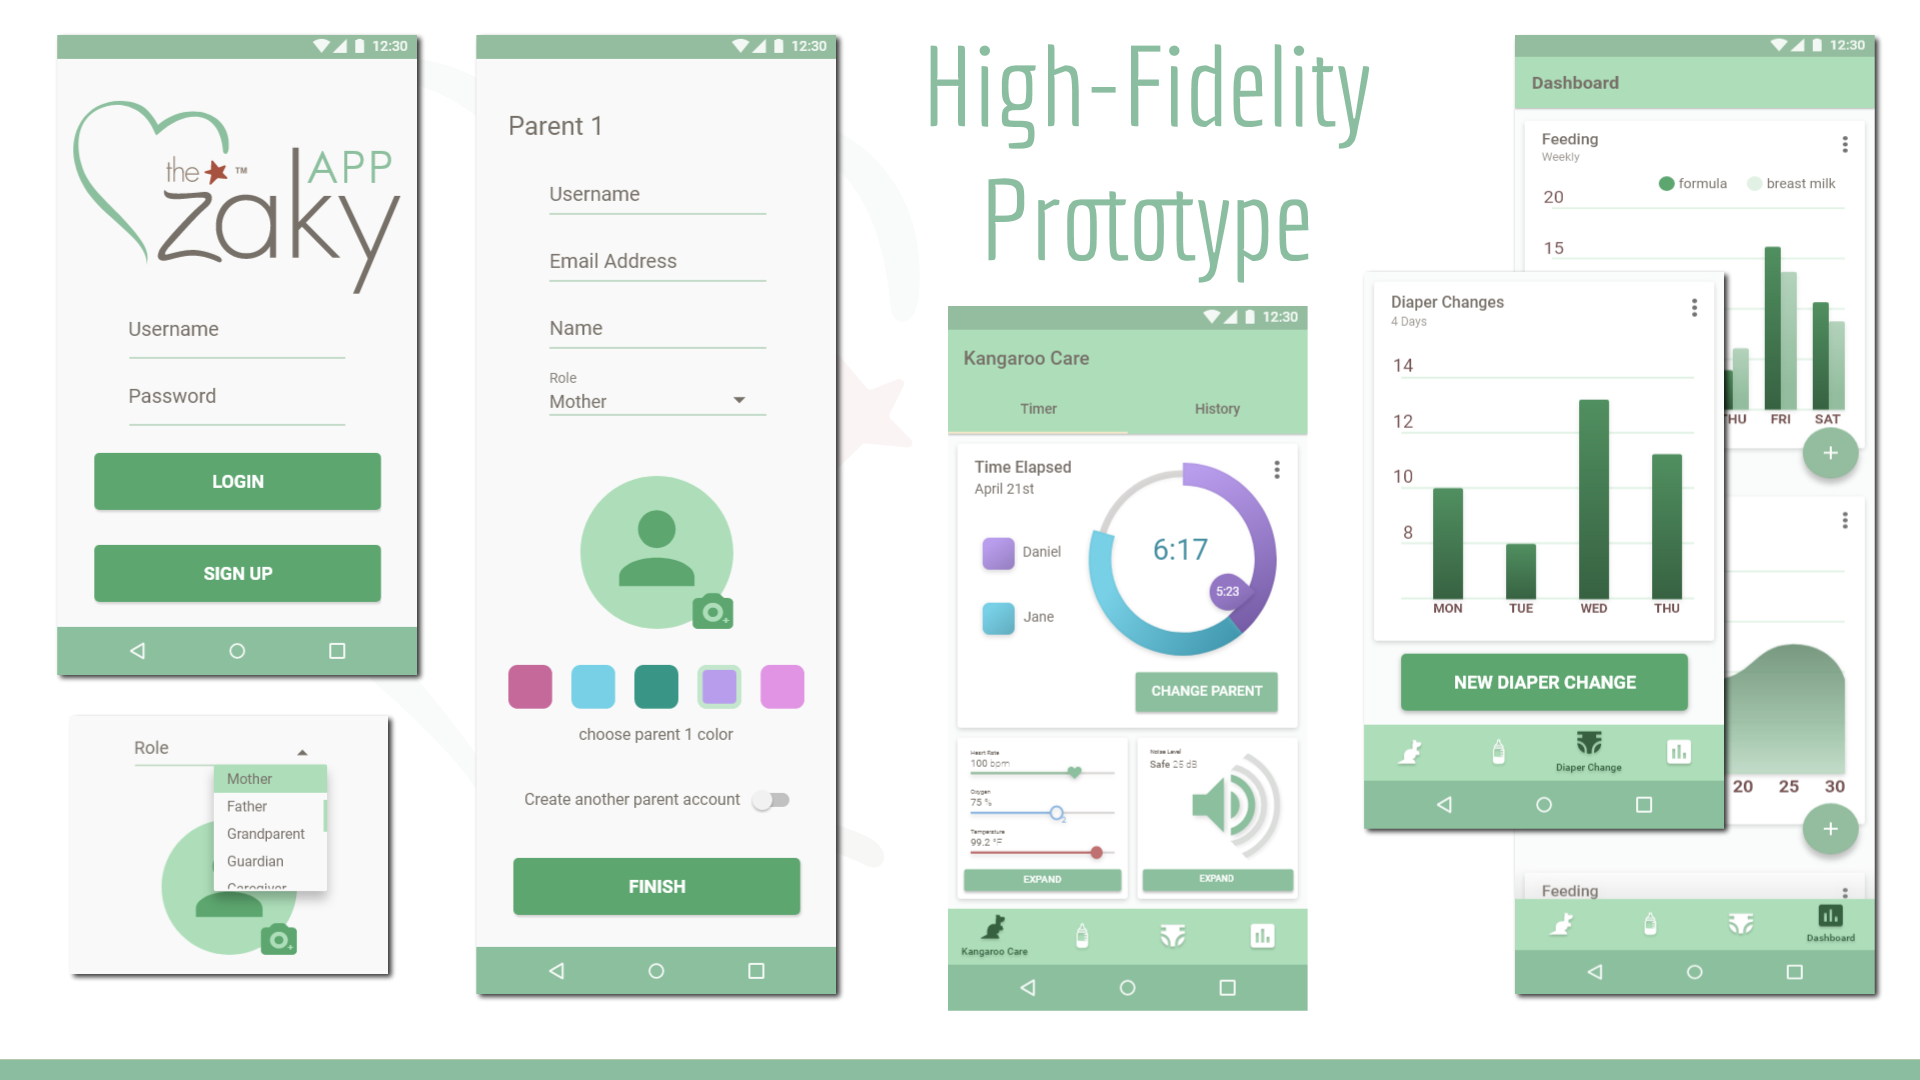 12:30
the ™ APP
zaky
Username
Password
LOGIN
SIGN UP
Role
Mother
Father
Grandparent
Guardian
Caregiver
12:30
Parent 1
Username
Email Address
Name
Role
Mother
choose parent 1 color
Create another parent account
FINISH
High-Fidelity
Prototype
12:30
Kangaroo Care
Timer History
Time Elapsed
April 21st
Daniel
Jane
6:17
5:23
CHANGE PARENT
Heart Rate
100 bpm
Oxygen
75 %
2
Temperature
99.2 °F
EXPAND
Noise Level
Safe 25 dB
EXPAND
Kangaroo Care
Diaper Changes
4 Days
14
12
10
8
MON TUE WED THU
NEW DIAPER CHANGE
Diaper Change
12:30
Dashboard
Feeding
Weekly
formula breast milk
20
15
THU FRI SAT
+
20 25 30
+
Feeding
Dashboard